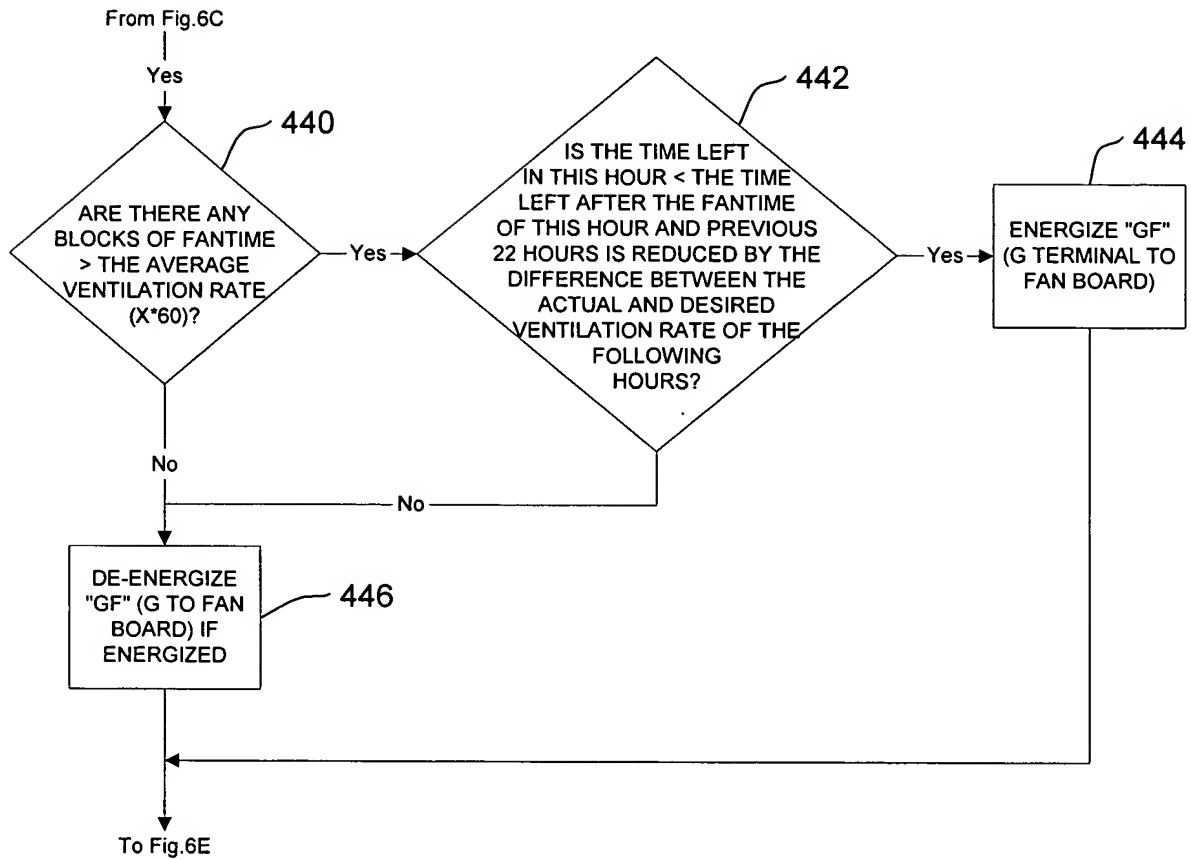 From Fig.6C
Yes
440
ARE THERE ANY
BLOCKS OF FANTIME
> THE AVERAGE
VENTILATION RATE
(X*60)?
Yes
442
IS THE TIME LEFT
IN THIS HOUR < THE TIME
LEFT AFTER THE FANTIME
OF THIS HOUR AND PREVIOUS
22 HOURS IS REDUCED BY THE
DIFFERENCE BETWEEN THE
ACTUAL AND DESIRED
VENTILATION RATE OF THE
FOLLOWING
HOURS?
Yes
444
ENERGIZE "GF"
(G TERMINAL TO
FAN BOARD)
No
No
DE-ENERGIZE
"GF" (G TO FAN
BOARD) IF
ENERGIZED
446
To Fig.6E